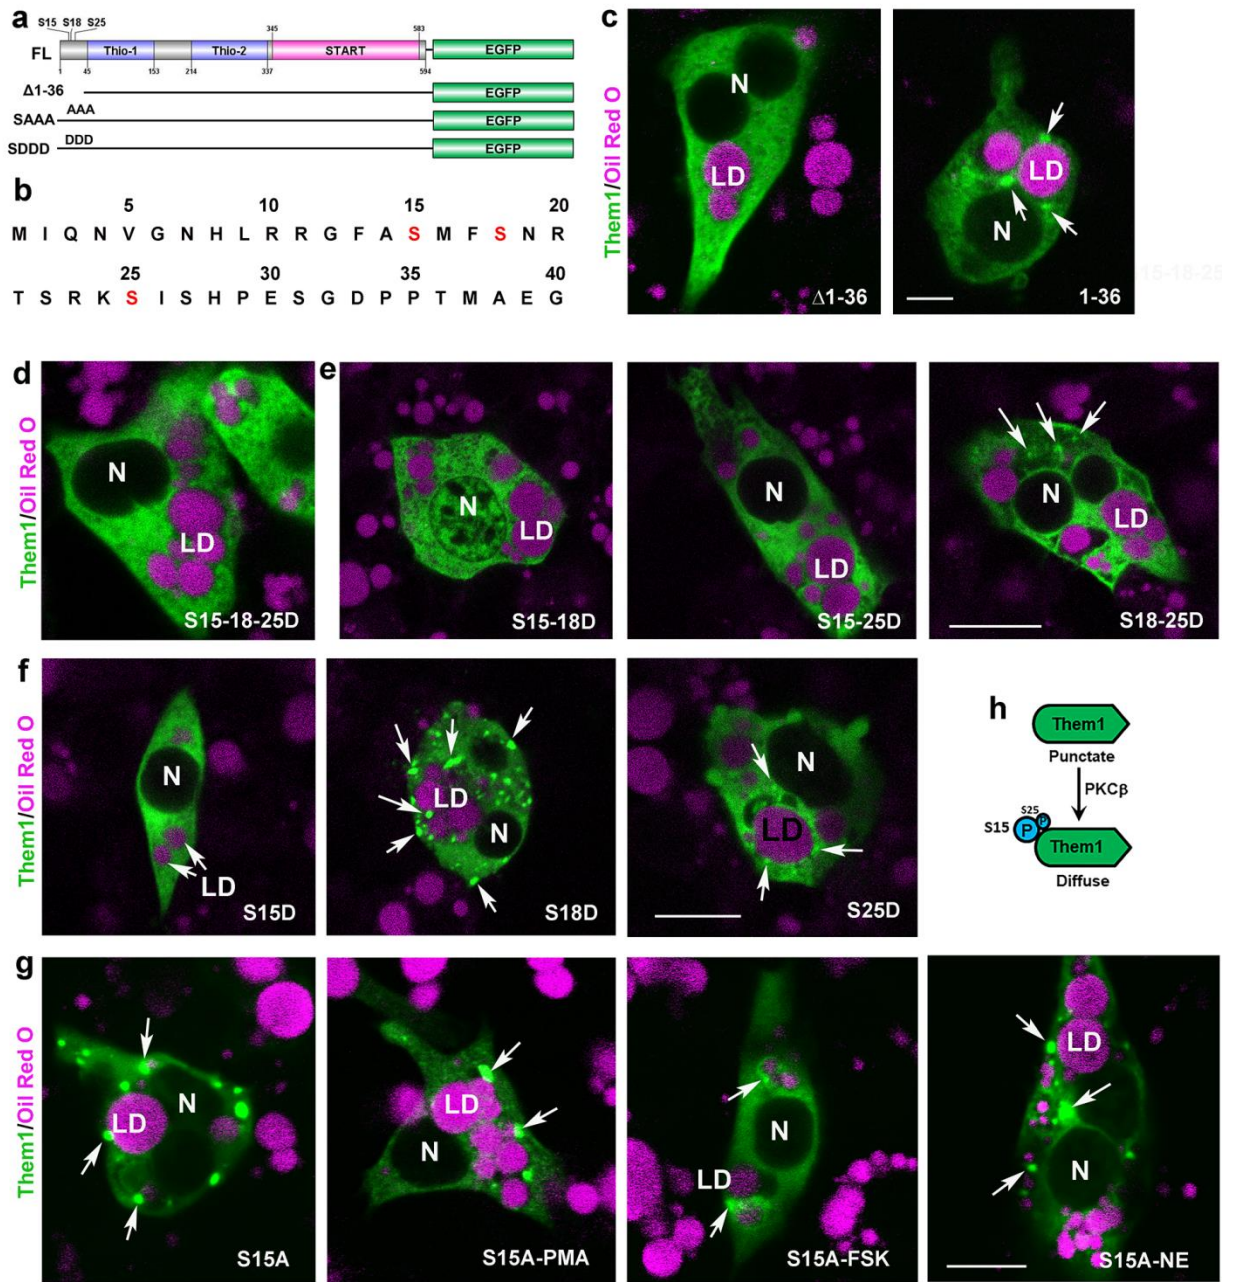 a
S15 S18 S25
345 583
FL Thio-1 Thio-2 START EGFP
1 45 153 214 337 594
Δ1-36 EGFP
AAA
SAAA EGFP
DDD
SDDD EGFP
b
5 10 15 20
M I Q N V G N H L R R G F A S M F S N R
25 30 35 40
T S R K S I S H P E S G D P P T M A E G
c
Them1/Oil Red O
N
LD
Δ1-36
LD
N
1-36
15-18-25
d
Them1/Oil Red O
N
LD
S15-18-25D
e
N
LD
S15-18D
N
LD
S15-25D
N
LD
S18-25D
f
Them1/Oil Red O
N
LD
S15D
LD
N
S18D
N
LD
S25D
h
Them1
Punctate
PKCβ
S25
S15 P P
Them1
Diffuse
g
Them1/Oil Red O
N
LD
S15A
LD
N
S15A-PMA
N
LD
S15A-FSK
LD
N
S15A-NE